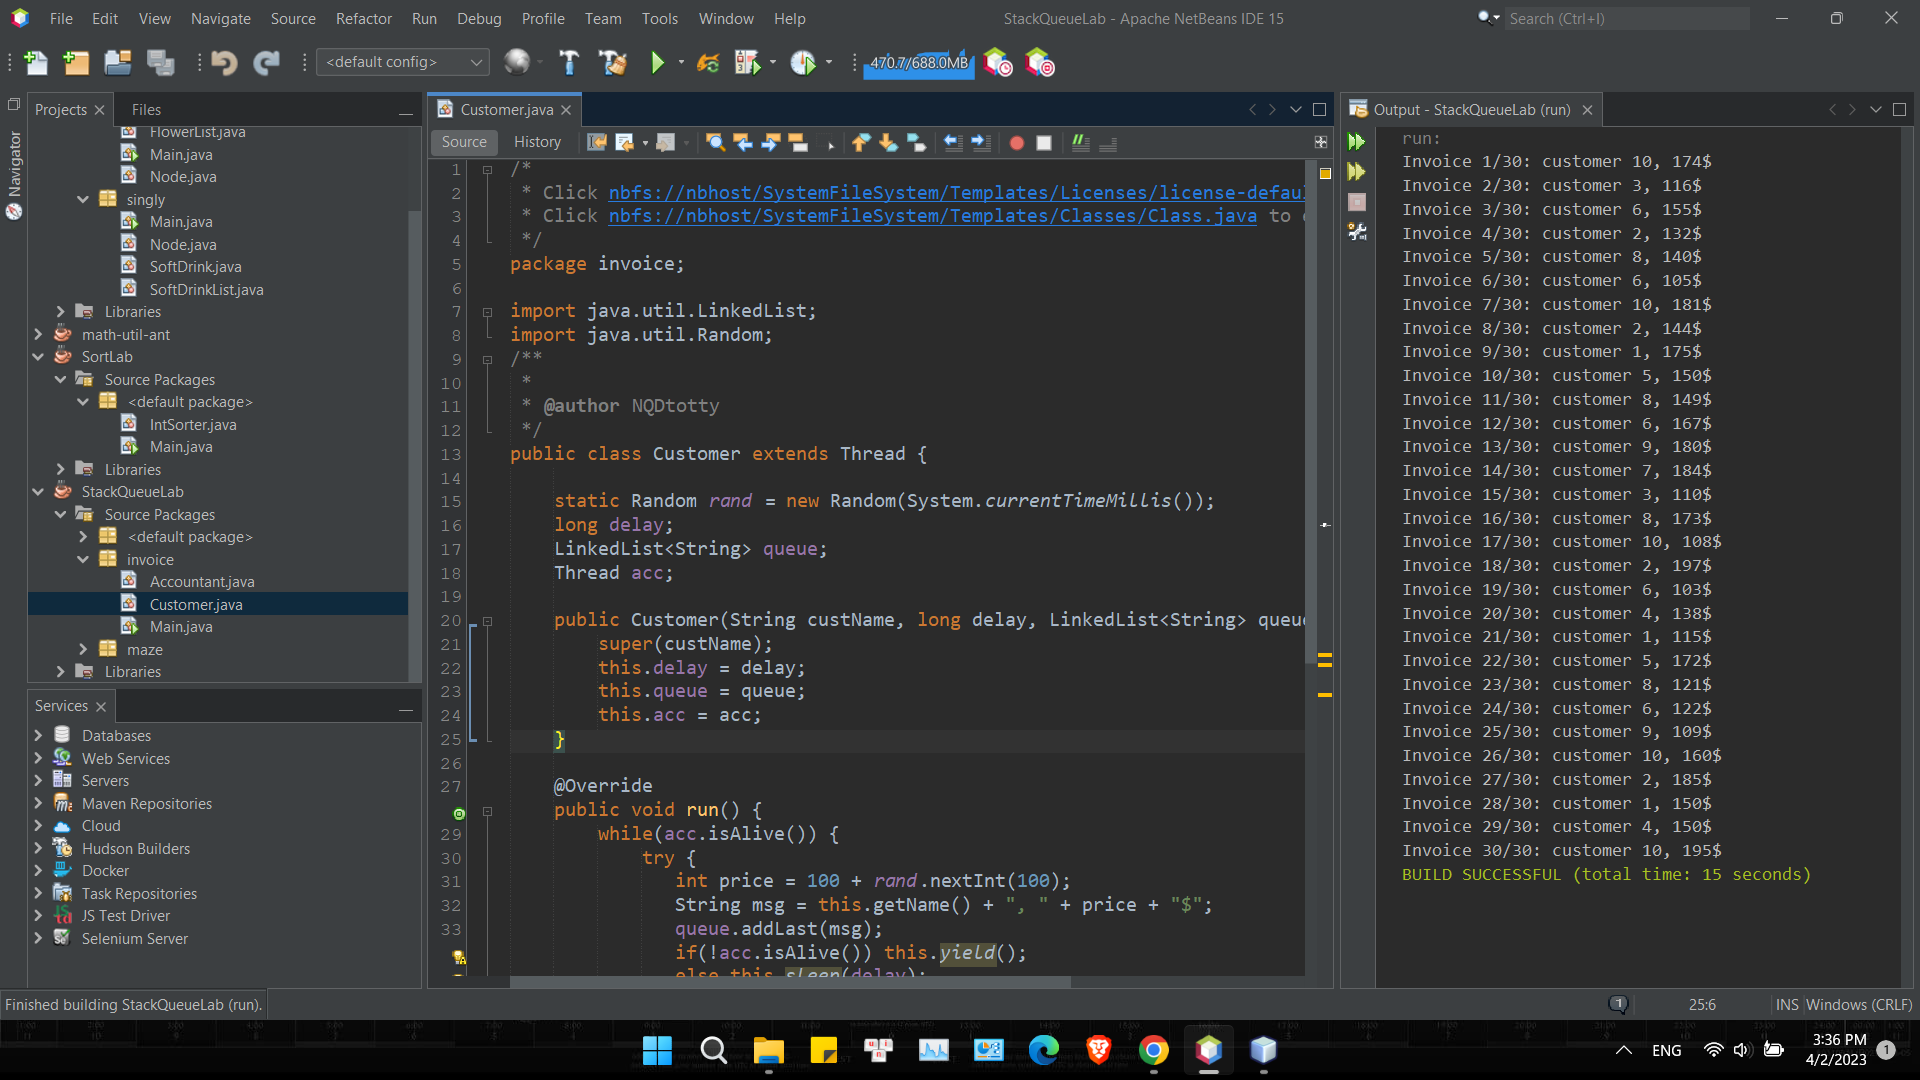 File Edit View Navigate Source Refactor Run Debug Profile Team Tools Window Help
StackQueueLab - Apache NetBeans IDE 15
Search (Ctrl+I)
<default config>
470.7/688.0MB
Navigator
Projects
Files
FlowerList.java
Main.java
Node.java
singly
Main.java
Node.java
SoftDrink.java
SoftDrinkList.java
Libraries
math-util-ant
SortLab
Source Packages
<default package>
IntSorter.java
Main.java
Libraries
StackQueueLab
Source Packages
<default package>
invoice
Accountant.java
Customer.java
Main.java
maze
Libraries
Services
Databases
Web Services
Servers
Maven Repositories
Cloud
Hudson Builders
Docker
Task Repositories
JS Test Driver
Selenium Server
Customer.java
Source History
1 /*
2 * Click nbfs://nbhost/SystemFileSystem/Templates/Licenses/license-defaul
3 * Click nbfs://nbhost/SystemFileSystem/Templates/Classes/Class.java to
4 */
5 package invoice;
6
7 import java.util.LinkedList;
8 import java.util.Random;
9 /**
10 *
11 * @author NQDtotty
12 */
13 public class Customer extends Thread {
14
15 static Random rand = new Random(System.currentTimeMillis());
16 long delay;
17 LinkedList<String> queue;
18 Thread acc;
19
20 public Customer(String custName, long delay, LinkedList<String> queue
21 super(custName);
22 this.delay = delay;
23 this.queue = queue;
24 this.acc = acc;
25 }
26
27 @Override
public void run() {
29 while(acc.isAlive()) {
30 try {
31 int price = 100 + rand.nextInt(100);
32 String msg = this.getName() + ", " + price + "$";
33 queue.addLast(msg);
if(!acc.isAlive()) this.yield();
else this.sleep(delay);
Output - StackQueueLab (run)
run:
Invoice 1/30: customer 10, 174$
Invoice 2/30: customer 3, 116$
Invoice 3/30: customer 6, 155$
Invoice 4/30: customer 2, 132$
Invoice 5/30: customer 8, 140$
Invoice 6/30: customer 6, 105$
Invoice 7/30: customer 10, 181$
Invoice 8/30: customer 2, 144$
Invoice 9/30: customer 1, 175$
Invoice 10/30: customer 5, 150$
Invoice 11/30: customer 8, 149$
Invoice 12/30: customer 6, 167$
Invoice 13/30: customer 9, 180$
Invoice 14/30: customer 7, 184$
Invoice 15/30: customer 3, 110$
Invoice 16/30: customer 8, 173$
Invoice 17/30: customer 10, 108$
Invoice 18/30: customer 2, 197$
Invoice 19/30: customer 6, 103$
Invoice 20/30: customer 4, 138$
Invoice 21/30: customer 1, 115$
Invoice 22/30: customer 5, 172$
Invoice 23/30: customer 8, 121$
Invoice 24/30: customer 6, 122$
Invoice 25/30: customer 9, 109$
Invoice 26/30: customer 10, 160$
Invoice 27/30: customer 2, 185$
Invoice 28/30: customer 1, 150$
Invoice 29/30: customer 4, 150$
Invoice 30/30: customer 10, 195$
BUILD SUCCESSFUL (total time: 15 seconds)
Finished building StackQueueLab (run).
1
25:6
INS
Windows (CRLF)
ENG
3:36 PM
4/2/2023
1